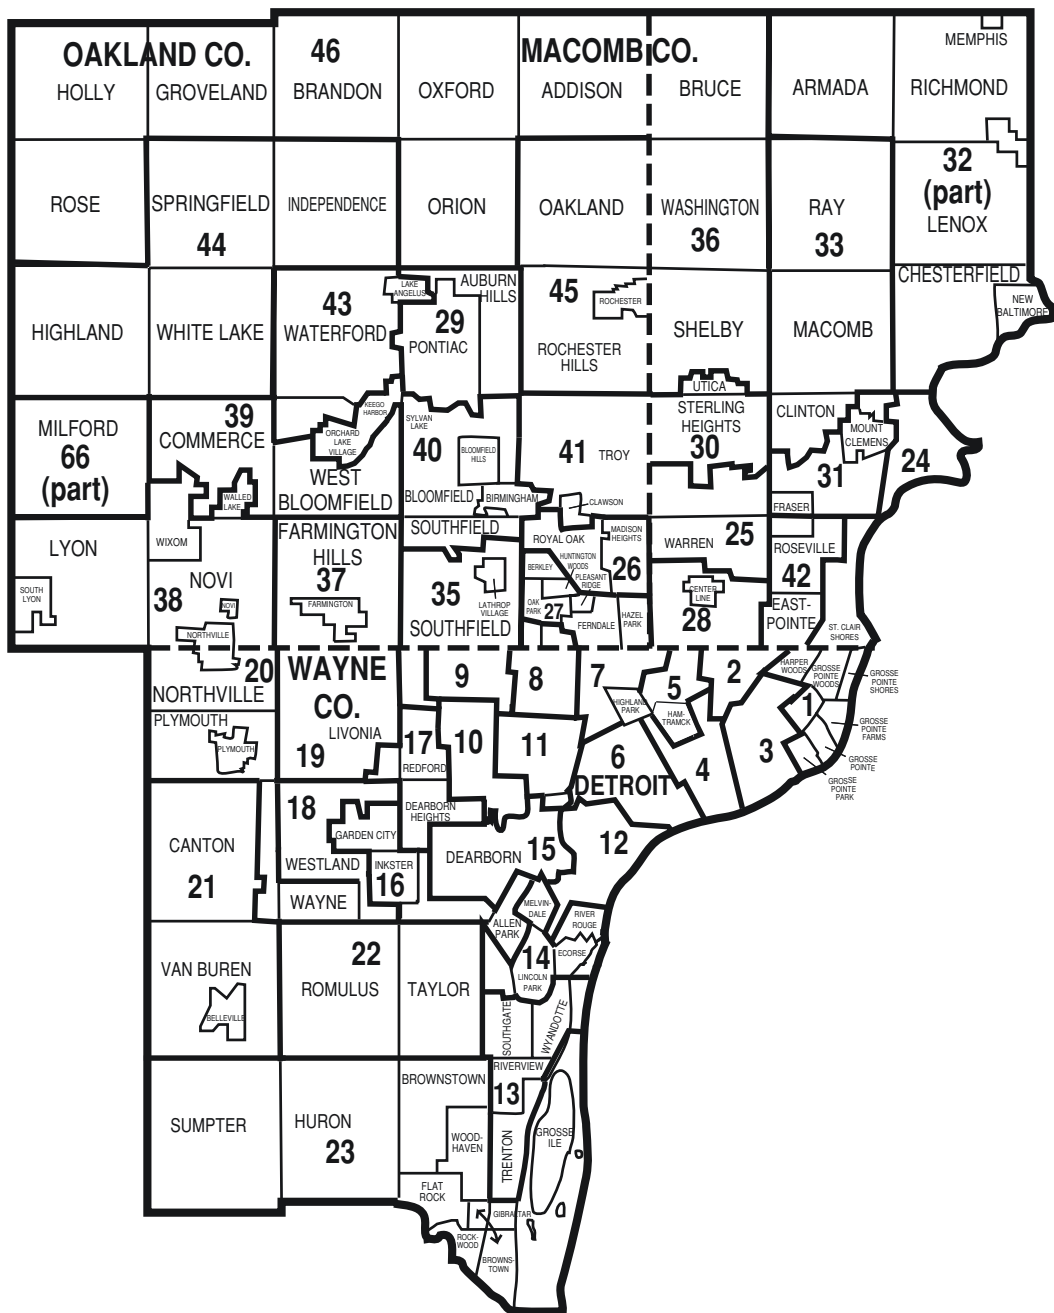 OAKLAND CO.
46
MACOMB CO.
MEMPHIS
HOLLY
GROVELAND
BRANDON
OXFORD
ADDISON
BRUCE
ARMADA
RICHMOND
32
(part)
LENOX
ROSE
SPRINGFIELD
44
INDEPENDENCE
ORION
OAKLAND
WASHINGTON
36
RAY
33
CHESTERFIELD
NEW
BALTIMORE
HIGHLAND
WHITE LAKE
43
WATERFORD
LAKE
ANGELUS
AUBURN
HILLS
29
PONTIAC
45
ROCHESTER
ROCHESTER
HILLS
SHELBY
MACOMB
UTICA
MILFORD
66
(part)
39
COMMERCE
WALLED
LAKE
KEEGO
HARBOR
ORCHARD
LAKE
VILLAGE
WEST
BLOOMFIELD
SYLVAN
LAKE
40
BLOOMFIELD
HILLS
BLOOMFIELD
BIRMINGHAM
41
TROY
CLAWSON
STERLING
HEIGHTS
30
CLINTON
MOUNT
CLEMENS
31
24
FRASER
LYON
SOUTH
LYON
WIXOM
NOVI
38
NOVI
NORTHVILLE
FARMINGTON
HILLS
37
FARMINGTON
SOUTHFIELD
35
LATHRUP
VILLAGE
SOUTHFIELD
ROYAL OAK
MADISON
HEIGHTS
BERKLEY
HUNTINGTON
WOODS
PLEASANT
RIDGE
26
OAK
PARK
27
FERNDALE
HAZEL
PARK
WARREN
25
CENTER
LINE
28
ROSEVILLE
42
EAST-
POINTE
ST. CLAIR
SHORES
20
NORTHVILLE
PLYMOUTH
PLYMOUTH
WAYNE
CO.
LIVONIA
19
9
8
7
5
2
HIGHLAND
PARK
HAM-
TRAMCK
HARPER
WOODS
GROSSE
POINTE
WOODS
GROSSE
POINTE
SHORES
1
GROSSE
POINTE
FARMS
GROSSE
POINTE
GROSSE
POINTE
PARK
17
REDFORD
10
11
6
DETROIT
4
3
18
GARDEN CITY
WESTLAND
DEARBORN
HEIGHTS
INKSTER
16
WAYNE
DEARBORN
15
12
CANTON
21
ALLEN
PARK
MELVIN-
DALE
RIVER
ROUGE
ECORSE
14
LINCOLN
PARK
VAN BUREN
BELLEVILLE
22
ROMULUS
TAYLOR
SOUTHGATE
WYANDOTTE
RIVERVIEW
13
BROWNSTOWN
SUMPTER
HURON
23
WOOD-
HAVEN
TRENTON
GROSSE
ILE
FLAT
ROCK
GIBRALTAR
ROCK-
WOOD
BROWNS-
TOWN